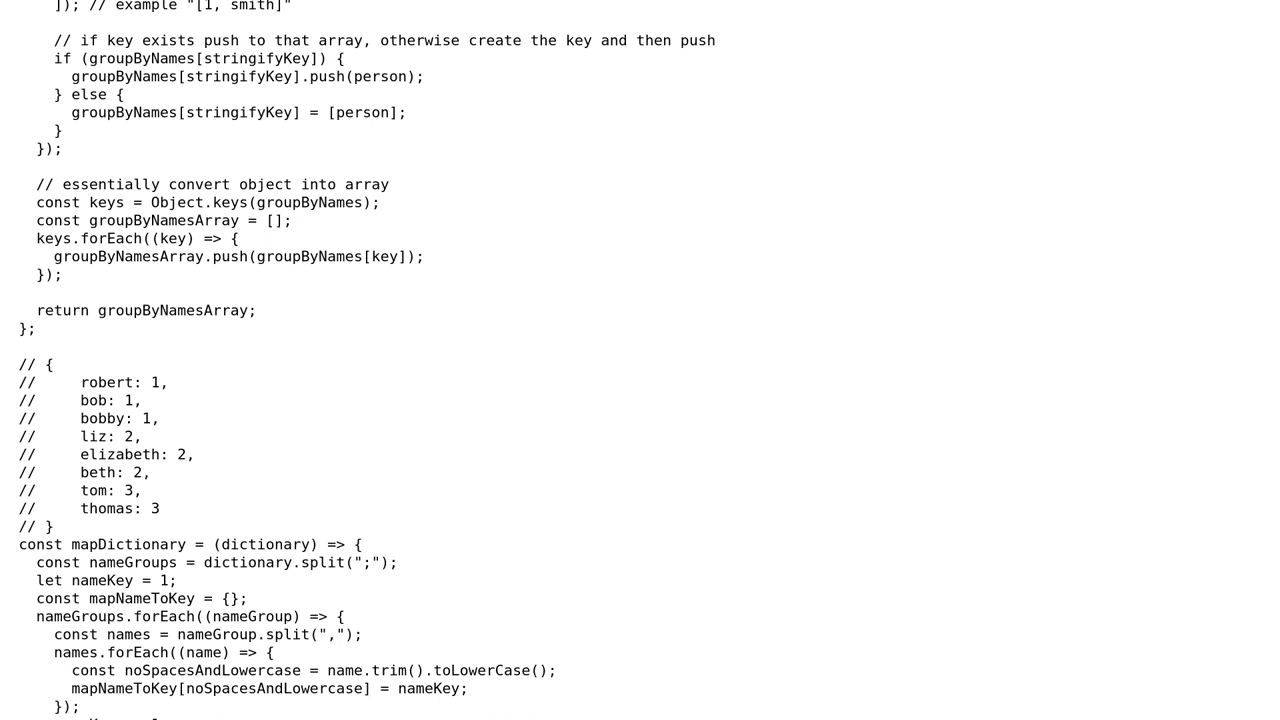 ]); // example "[1, smith]"
// if key exists push to that array, otherwise create the key and then push
if (groupByNames[stringifyKey]) {
groupByNames[stringifyKey].push(person);
} else {
groupByNames[stringifyKey] = [person];
}
});
// essentially convert object into array
const keys = Object.keys(groupByNames);
const groupByNamesArray = [];
keys.forEach((key) => {
groupByNamesArray.push(groupByNames[key]);
});
return groupByNamesArray;
};
// {
//     robert: 1,
//     bob: 1,
//     bobby: 1,
//     liz: 2,
//     elizabeth: 2,
//     beth: 2,
//     tom: 3,
//     thomas: 3
// }
const mapDictionary = (dictionary) => {
const nameGroups = dictionary.split(";");
let nameKey = 1;
const mapNameToKey = {};
nameGroups.forEach((nameGroup) => {
const names = nameGroup.split(",");
names.forEach((name) => {
const noSpacesAndLowercase = name.trim().toLowerCase();
mapNameToKey[noSpacesAndLowercase] = nameKey;
});